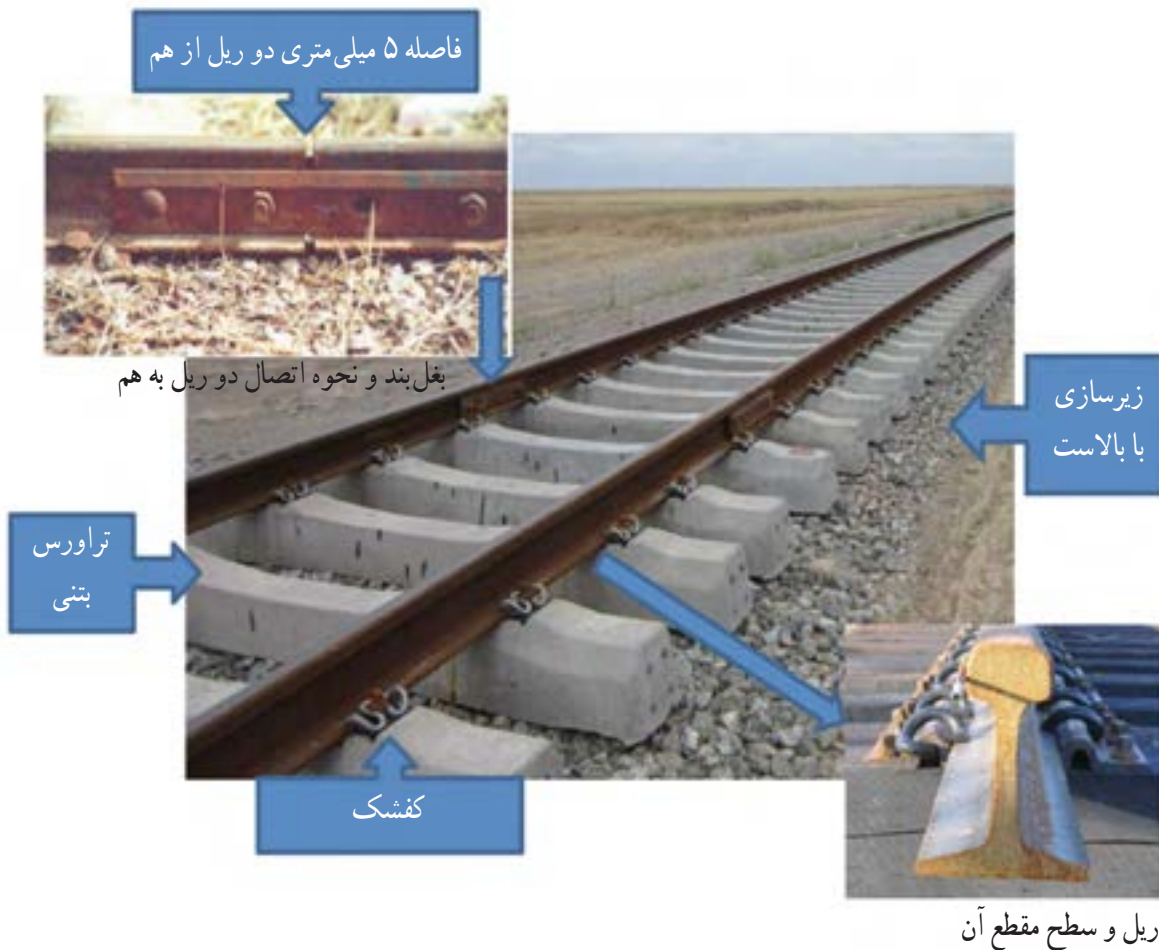 فاصله ۵ میلی‌متری دو ریل از هم
بغل‌بند و نحوه اتصال دو ریل به هم
زیرسازی
با بالاست
تراورس
بتنی
کفشک
ریل و سطح مقطع آن